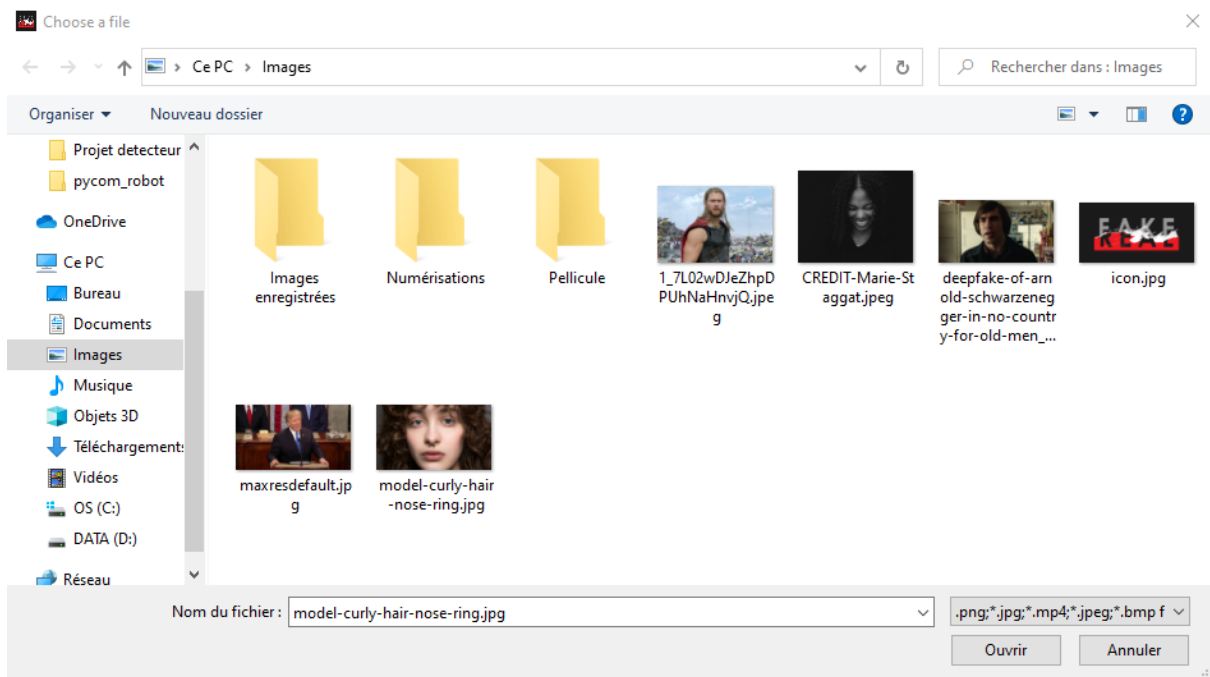 Choose a file
Ce PC > Images
Rechercher dans : Images
Organiser
Nouveau dossier
Projet detecteur
pycom_robot
OneDrive
Ce PC
Bureau
Documents
Images
Musique
Objets 3D
Téléchargements
Vidéos
OS (C:)
DATA (D:)
Réseau
Images
enregistrées
Numérisations
Pellicule
1_7L02wDJeZhpD
PUhNaHnvjQ.jpe
g
CREDIT-Marie-St
aggat.jpeg
deepfake-of-arn
old-schwarzeneg
ger-in-no-countr
y-for-old-men_...
FAKE
REAL
icon.jpg
maxresdefault.jp
g
model-curly-hair
-nose-ring.jpg
Nom du fichier : model-curly-hair-nose-ring.jpg
.png;*.jpg;*.mp4;*.jpeg;*.bmp f
Ouvrir
Annuler